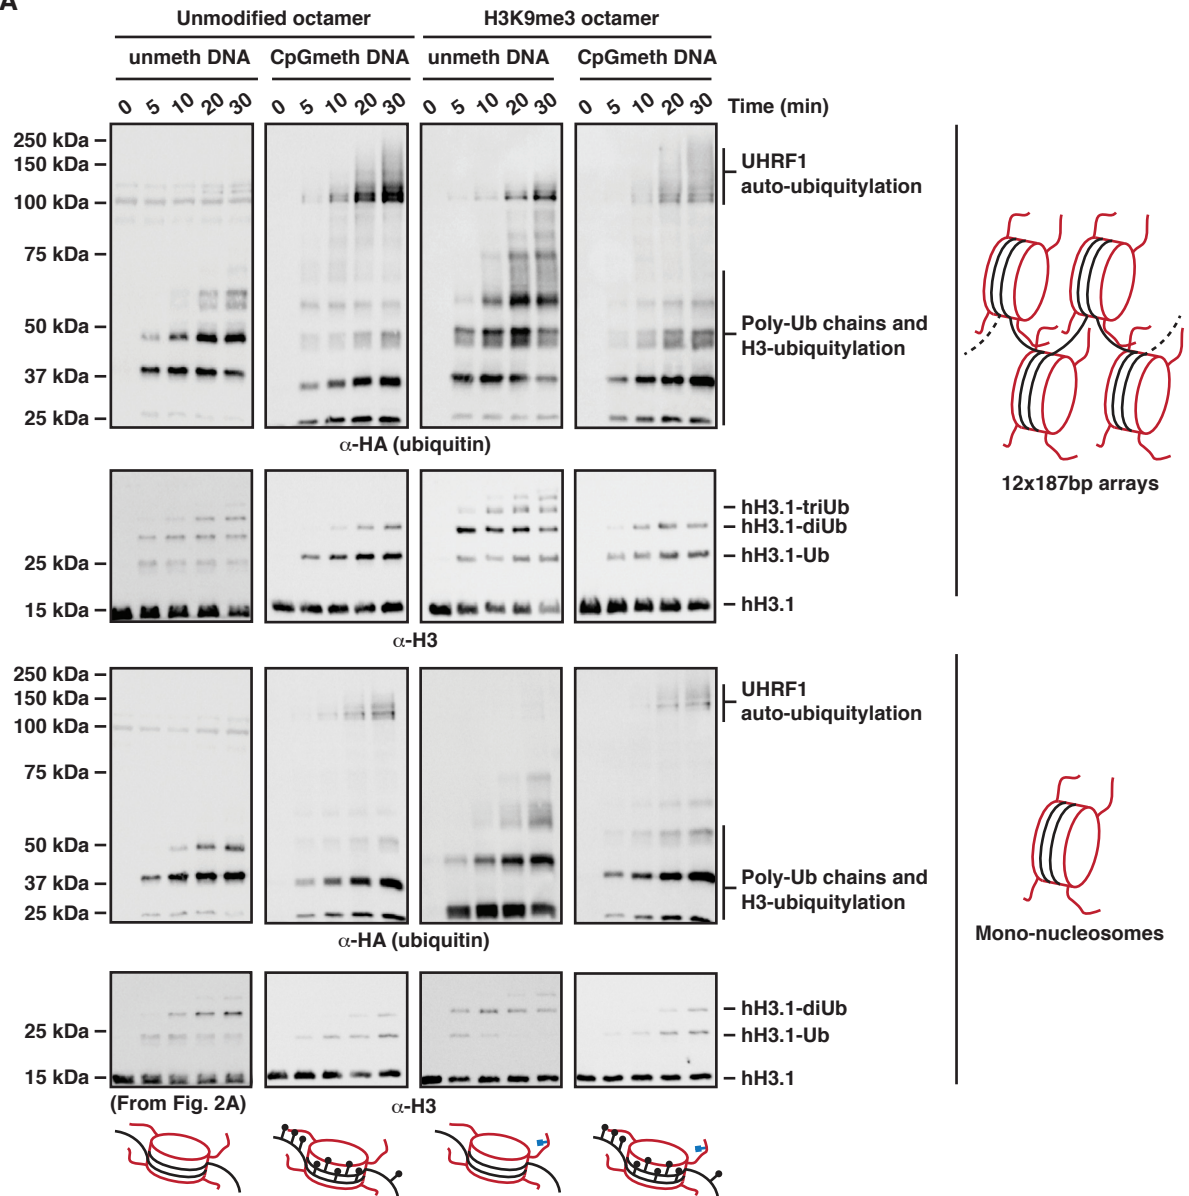 A
Unmodified octamer H3K9me3 octamer
unmeth DNA CpGmeth DNA unmeth DNA CpGmeth DNA
0 5 10 20 30 0 5 10 20 30 0 5 10 20 30 0 5 10 20 30 Time (min)
250 kDa
150 kDa
100 kDa
75 kDa
50 kDa
37 kDa
25 kDa
UHRF1
auto-ubiquitylation
Poly-Ub chains and
H3-ubiquitylation
α-HA (ubiquitin)
12x187bp arrays
25 kDa
15 kDa
hH3.1-triUb
hH3.1-diUb
hH3.1-Ub
hH3.1
α-H3
250 kDa
150 kDa
100 kDa
75 kDa
50 kDa
37 kDa
25 kDa
UHRF1
auto-ubiquitylation
Poly-Ub chains and
H3-ubiquitylation
α-HA (ubiquitin)
Mono-nucleosomes
25 kDa
15 kDa
hH3.1-diUb
hH3.1-Ub
hH3.1
(From Fig. 2A)
α-H3